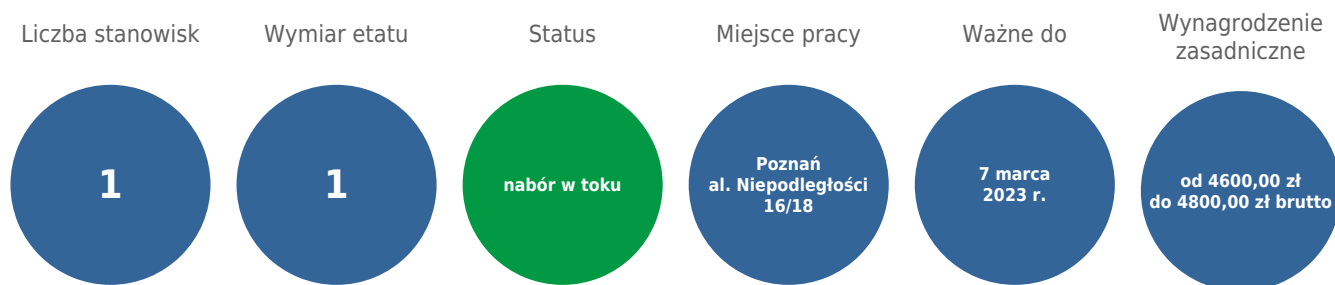 Liczba stanowisk
1
Wymiar etatu
1
Status
nabór w toku
Miejsce pracy
Poznań
al. Niepodległości
16/18
Ważne do
7 marca
2023 r.
Wynagrodzenie
zasadnicze
od 4600,00 zł
do 4800,00 zł brutto